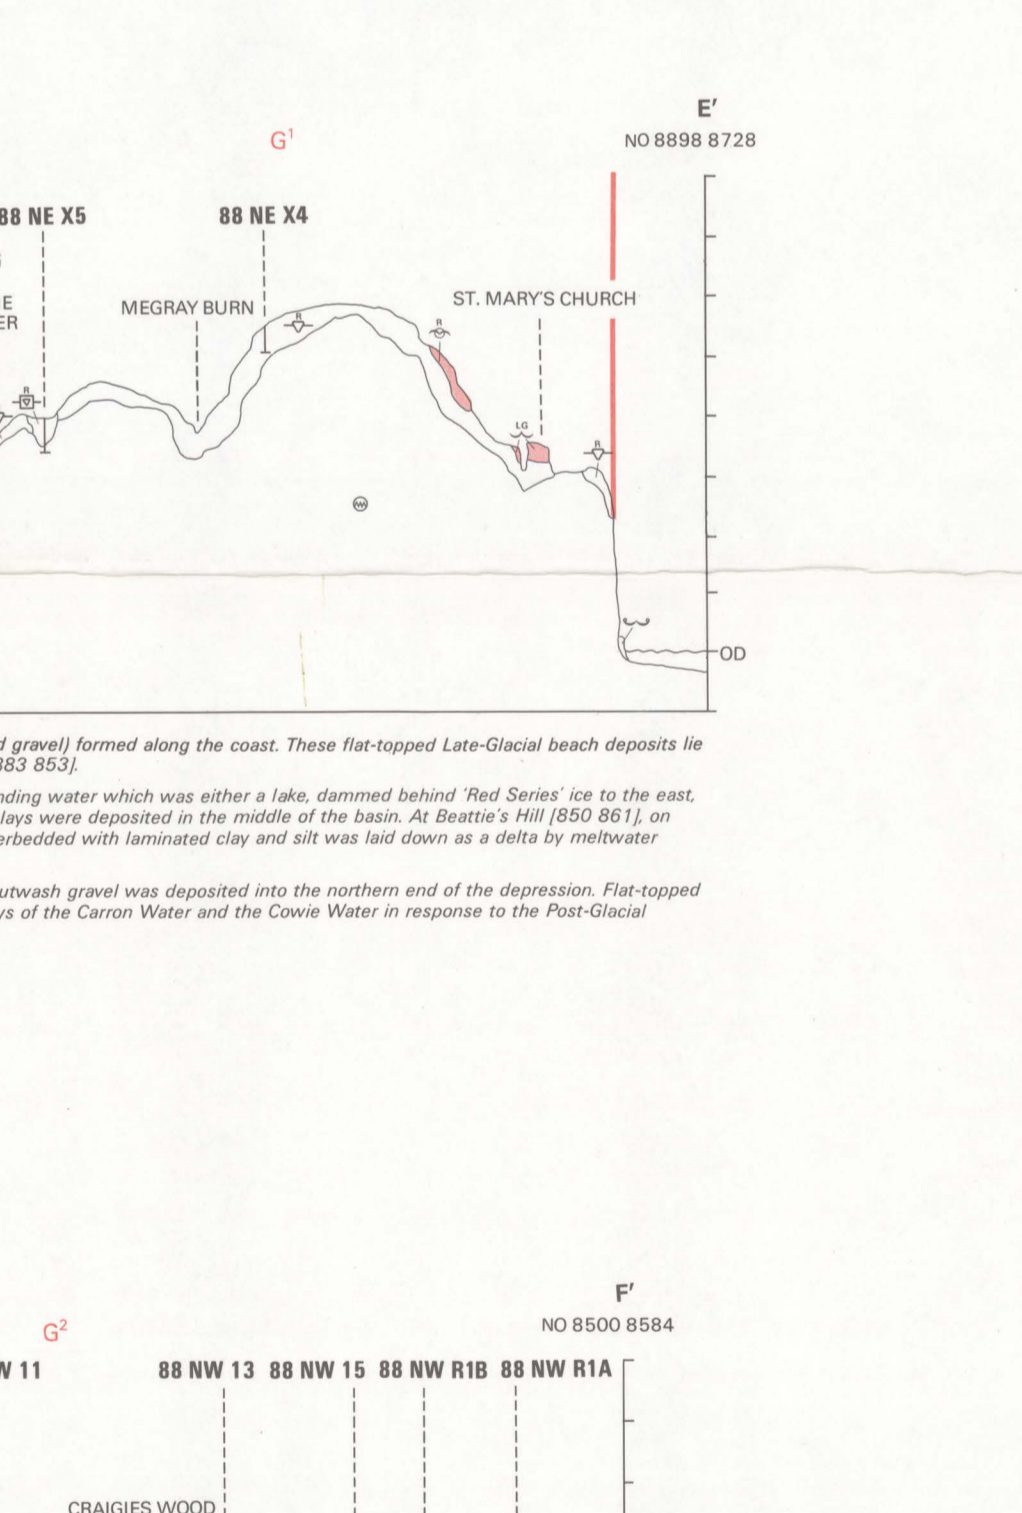 E′
NO 8898 8728
G¹
88 NE X5
88 NE X4
MEGRAY BURN
ST. MARY'S CHURCH
E
ER
R
R
R
LG
R
OD
d gravel) formed along the coast. These flat-topped Late-Glacial beach deposits lie
883 853].
nding water which was either a lake, dammed behind 'Red Series' ice to the east,
lays were deposited in the middle of the basin. At Beattie's Hill [850 861], on
erbedded with laminated clay and silt was laid down as a delta by meltwater
utwash gravel was deposited into the northern end of the depression. Flat-topped
ys of the Carron Water and the Cowie Water in response to the Post-Glacial
F′
NO 8500 8584
G²
W 11
88 NW 13
88 NW 15
88 NW R1B
88 NW R1A
CRAIGIES WOOD